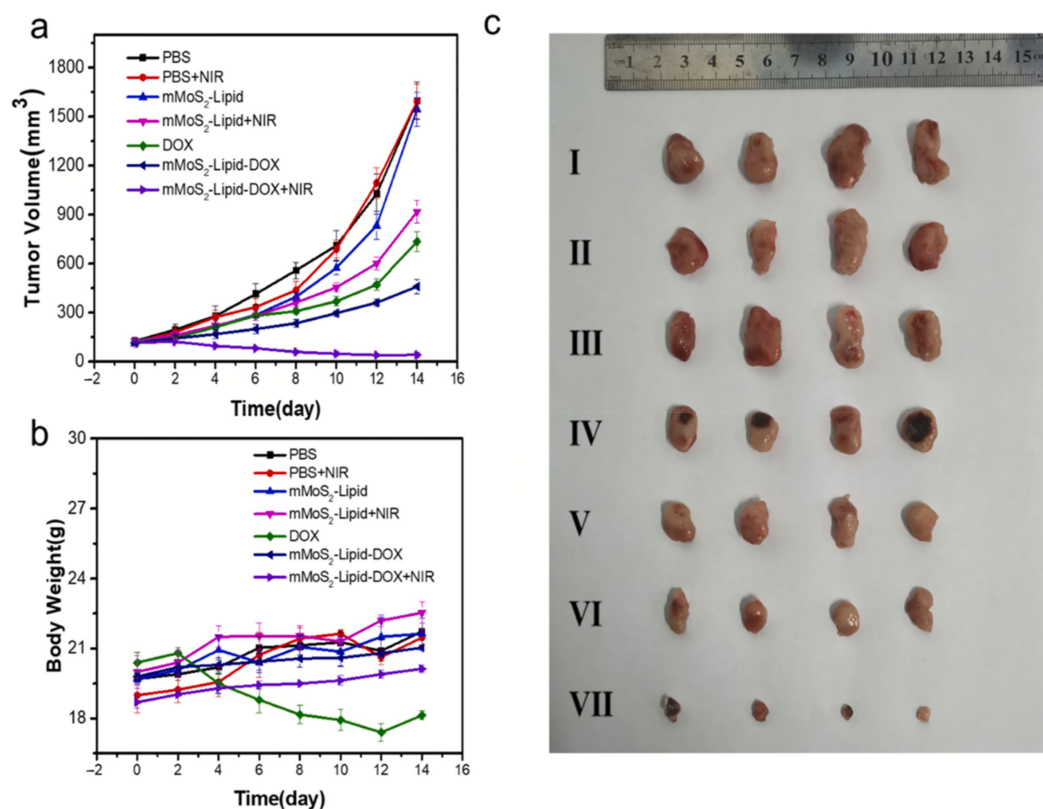 a
Tumor Volume(mm³)
1800
1500
1200
900
600
300
0
PBS
PBS+NIR
mMoS₂-Lipid
mMoS₂-Lipid+NIR
DOX
mMoS₂-Lipid-DOX
mMoS₂-Lipid-DOX+NIR
−2 0 2 4 6 8 10 12 14 16
Time(day)
b
Body Weight(g)
30
27
24
21
18
PBS
PBS+NIR
mMoS₂-Lipid
mMoS₂-Lipid+NIR
DOX
mMoS₂-Lipid-DOX
mMoS₂-Lipid-DOX+NIR
−2 0 2 4 6 8 10 12 14 16
Time(day)
c
1 2 3 4 5 6 7 8 9 10 11 12 13 14 15
I
II
III
IV
V
VI
VII